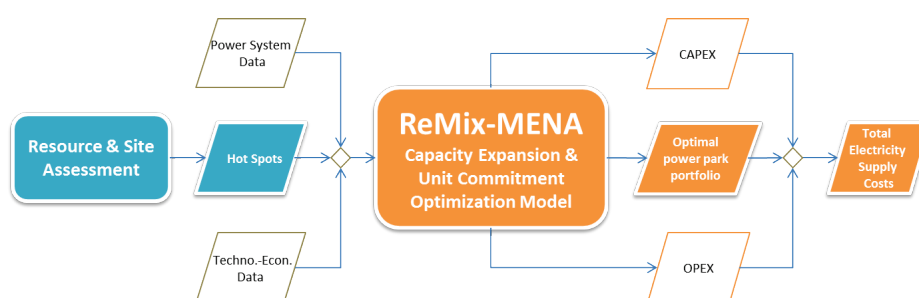 Resource & Site
Assessment
Power System
Data
Hot Spots
Techno.-Econ.
Data
ReMix-MENA
Capacity Expansion &
Unit Commitment
Optimization Model
CAPEX
Optimal
power park
portfolio
OPEX
Total
Electricity
Supply
Costs